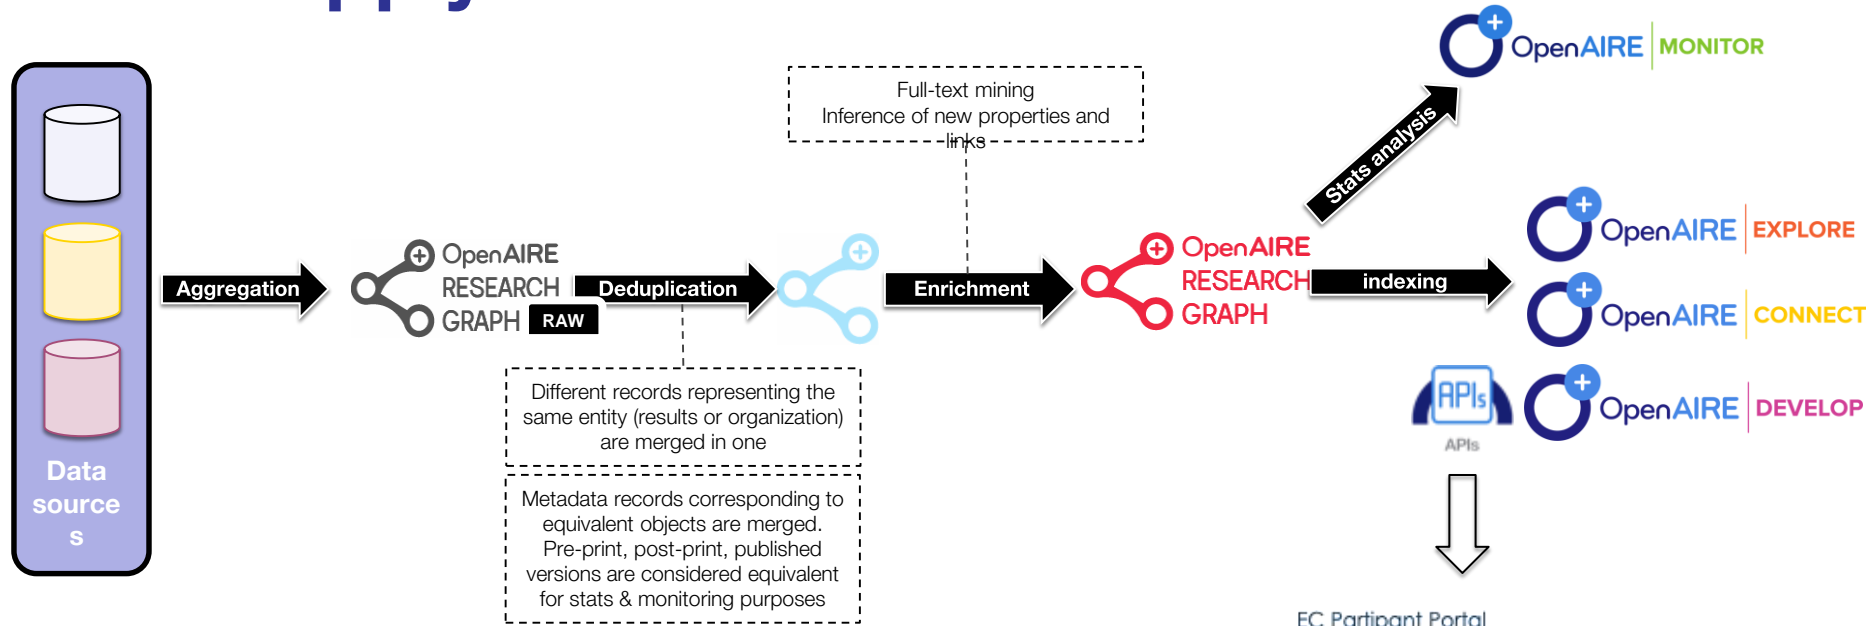 Data
source
s
Aggregation
OpenAIRE
RESEARCH
GRAPH RAW
Deduplication
Different records representing the
same entity (results or organization)
are merged in one
Metadata records corresponding to
equivalent objects are merged.
Pre-print, post-print, published
versions are considered equivalent
for stats & monitoring purposes
Full-text mining
Inference of new properties and
links
Enrichment
OpenAIRE
RESEARCH
GRAPH
Stats analysis
indexing
OpenAIRE MONITOR
OpenAIRE EXPLORE
OpenAIRE CONNECT
APIs
APIs
OpenAIRE DEVELOP
EC Partipant Portal